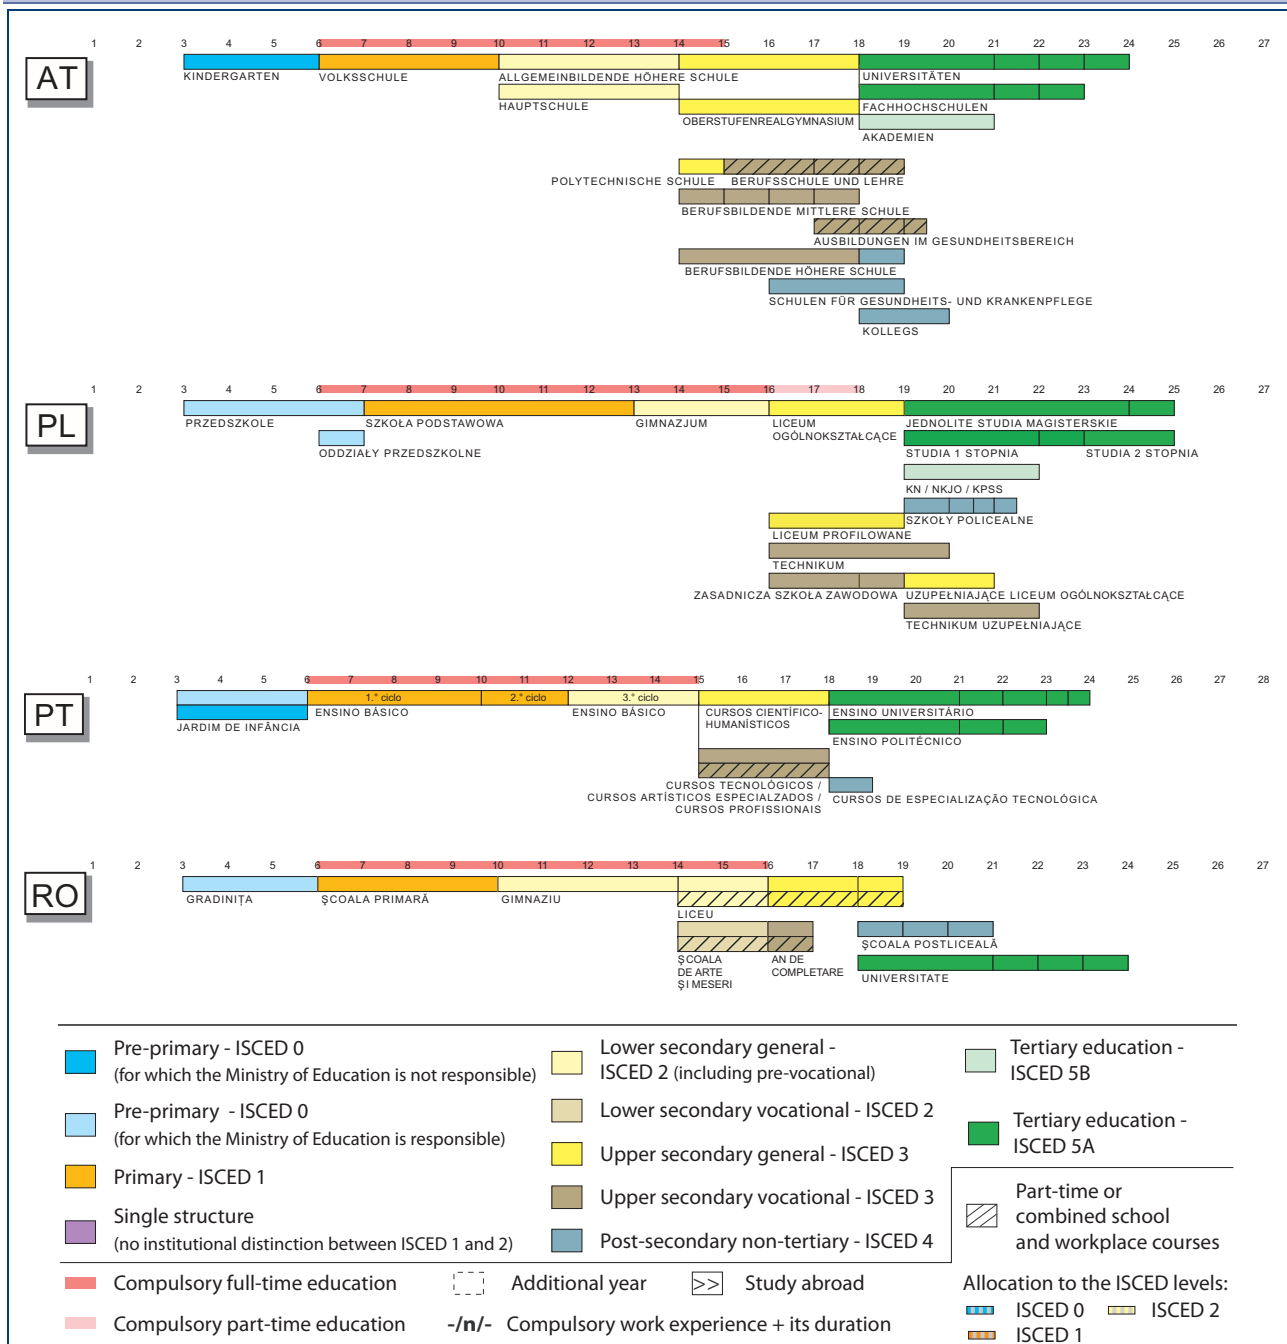 1 2 3 4 5 6 7 8 9 10 11 12 13 14 15 16 17 18 19 20 21 22 23 24 25 26 27
AT
KINDERGARTEN VOLKSSCHULE ALLGEMEINBILDENDE HÖHERE SCHULE UNIVERSITÄTEN
HAUPTSCHULE FACHHOCHSCHULEN
OBERSTUFENREALGYMNASIUM
AKADEMIEN
POLYTECHNISCHE SCHULE BERUFSSCHULE UND LEHRE
BERUFSBILDENDE MITTLERE SCHULE
AUSBILDUNGEN IM GESUNDHEITSBEREICH
BERUFSBILDENDE HÖHERE SCHULE
SCHULEN FÜR GESUNDHEITS- UND KRANKENPFLEGE
KOLLEGS
1 2 3 4 5 6 7 8 9 10 11 12 13 14 15 16 17 18 19 20 21 22 23 24 25 26 27
PL
PRZEDSZKOLE SZKOŁA PODSTAWOWA GIMNAZJUM LICEUM JEDNOLITE STUDIA MAGISTERSKIE
OGÓLNOKSZTAŁCĄCE
ODDZIAŁY PRZEDSZKOLNE STUDIA 1 STOPNIA STUDIA 2 STOPNIA
KN / NKJO / KPSS
SZKOŁY POLICEALNE
LICEUM PROFILOWANE
TECHNIKUM
ZASADNICZA SZKOŁA ZAWODOWA UZUPEŁNIAJĄCE LICEUM OGÓLNOKSZTAŁCĄCE
TECHNIKUM UZUPEŁNIAJĄCE
1 2 3 4 5 6 7 8 9 10 11 12 13 14 15 16 17 18 19 20 21 22 23 24 25 26 27 28
PT
1.° ciclo 2.° ciclo 3.° ciclo
JARDIM DE INFÂNCIA ENSINO BÁSICO ENSINO BÁSICO CURSOS CIENTÍFICO- ENSINO UNIVERSITÁRIO
HUMANÍSTICOS
ENSINO POLITÉCNICO
CURSOS TECNOLÓGICOS /
CURSOS ARTÍSTICOS ESPECIALZADOS / CURSOS DE ESPECIALIZAÇÃO TECNOLÓGICA
CURSOS PROFISSIONAIS
1 2 3 4 5 6 7 8 9 10 11 12 13 14 15 16 17 18 19 20 21 22 23 24 25 26 27
RO
GRADINIȚA ȘCOALA PRIMARĂ GIMNAZIU
LICEU
ȘCOALA POSTLICEALĂ
ȘCOALA AN DE
DE ARTE COMPLETARE
ȘI MESERI UNIVERSITATE
Pre-primary - ISCED 0
(for which the Ministry of Education is not responsible)
Pre-primary - ISCED 0
(for which the Ministry of Education is responsible)
Primary - ISCED 1
Single structure
(no institutional distinction between ISCED 1 and 2)
Lower secondary general -
ISCED 2 (including pre-vocational)
Lower secondary vocational - ISCED 2
Upper secondary general - ISCED 3
Upper secondary vocational - ISCED 3
Post-secondary non-tertiary - ISCED 4
Tertiary education -
ISCED 5B
Tertiary education -
ISCED 5A
Part-time or
combined school
and workplace courses
Compulsory full-time education
Compulsory part-time education
Additional year
>> Study abroad
-/n/- Compulsory work experience + its duration
Allocation to the ISCED levels:
ISCED 0 ISCED 2
ISCED 1